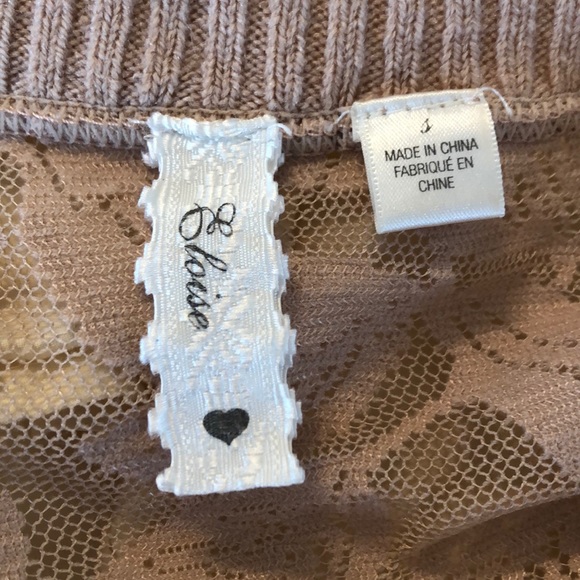 Eloise
S
MADE IN CHINA
FABRIQUÉ EN
CHINE